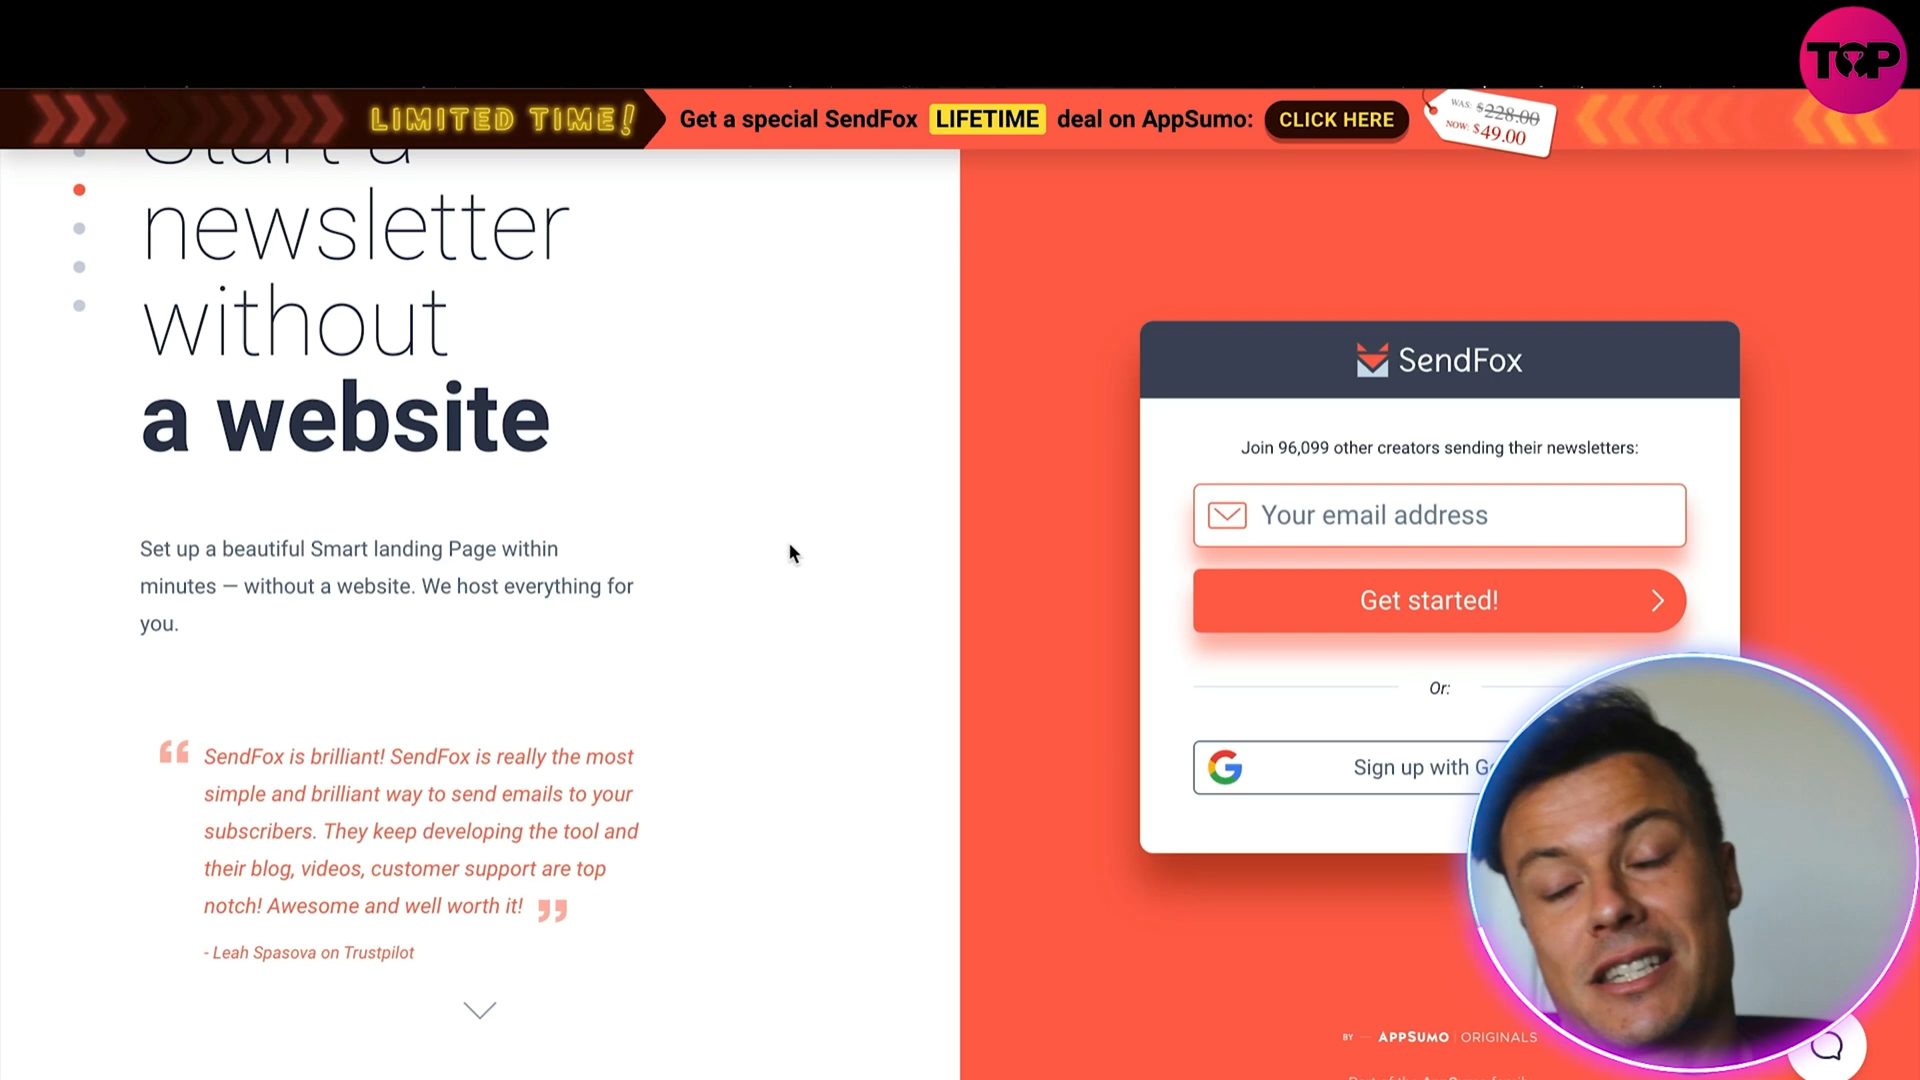 TOP
LIMITED TIME! Get a special SendFox LIFETIME deal on AppSumo: CLICK HERE
WAS: $228.00
NOW: $49.00
Start a
newsletter
without
a website
Set up a beautiful Smart landing Page within
minutes — without a website. We host everything for
you.
“ SendFox is brilliant! SendFox is really the most
simple and brilliant way to send emails to your
subscribers. They keep developing the tool and
their blog, videos, customer support are top
notch! Awesome and well worth it! ”
- Leah Spasova on Trustpilot
SendFox
Join 96,099 other creators sending their newsletters:
Your email address
Get started!
Or:
Sign up with
BY — APPSUMO | ORIGINALS